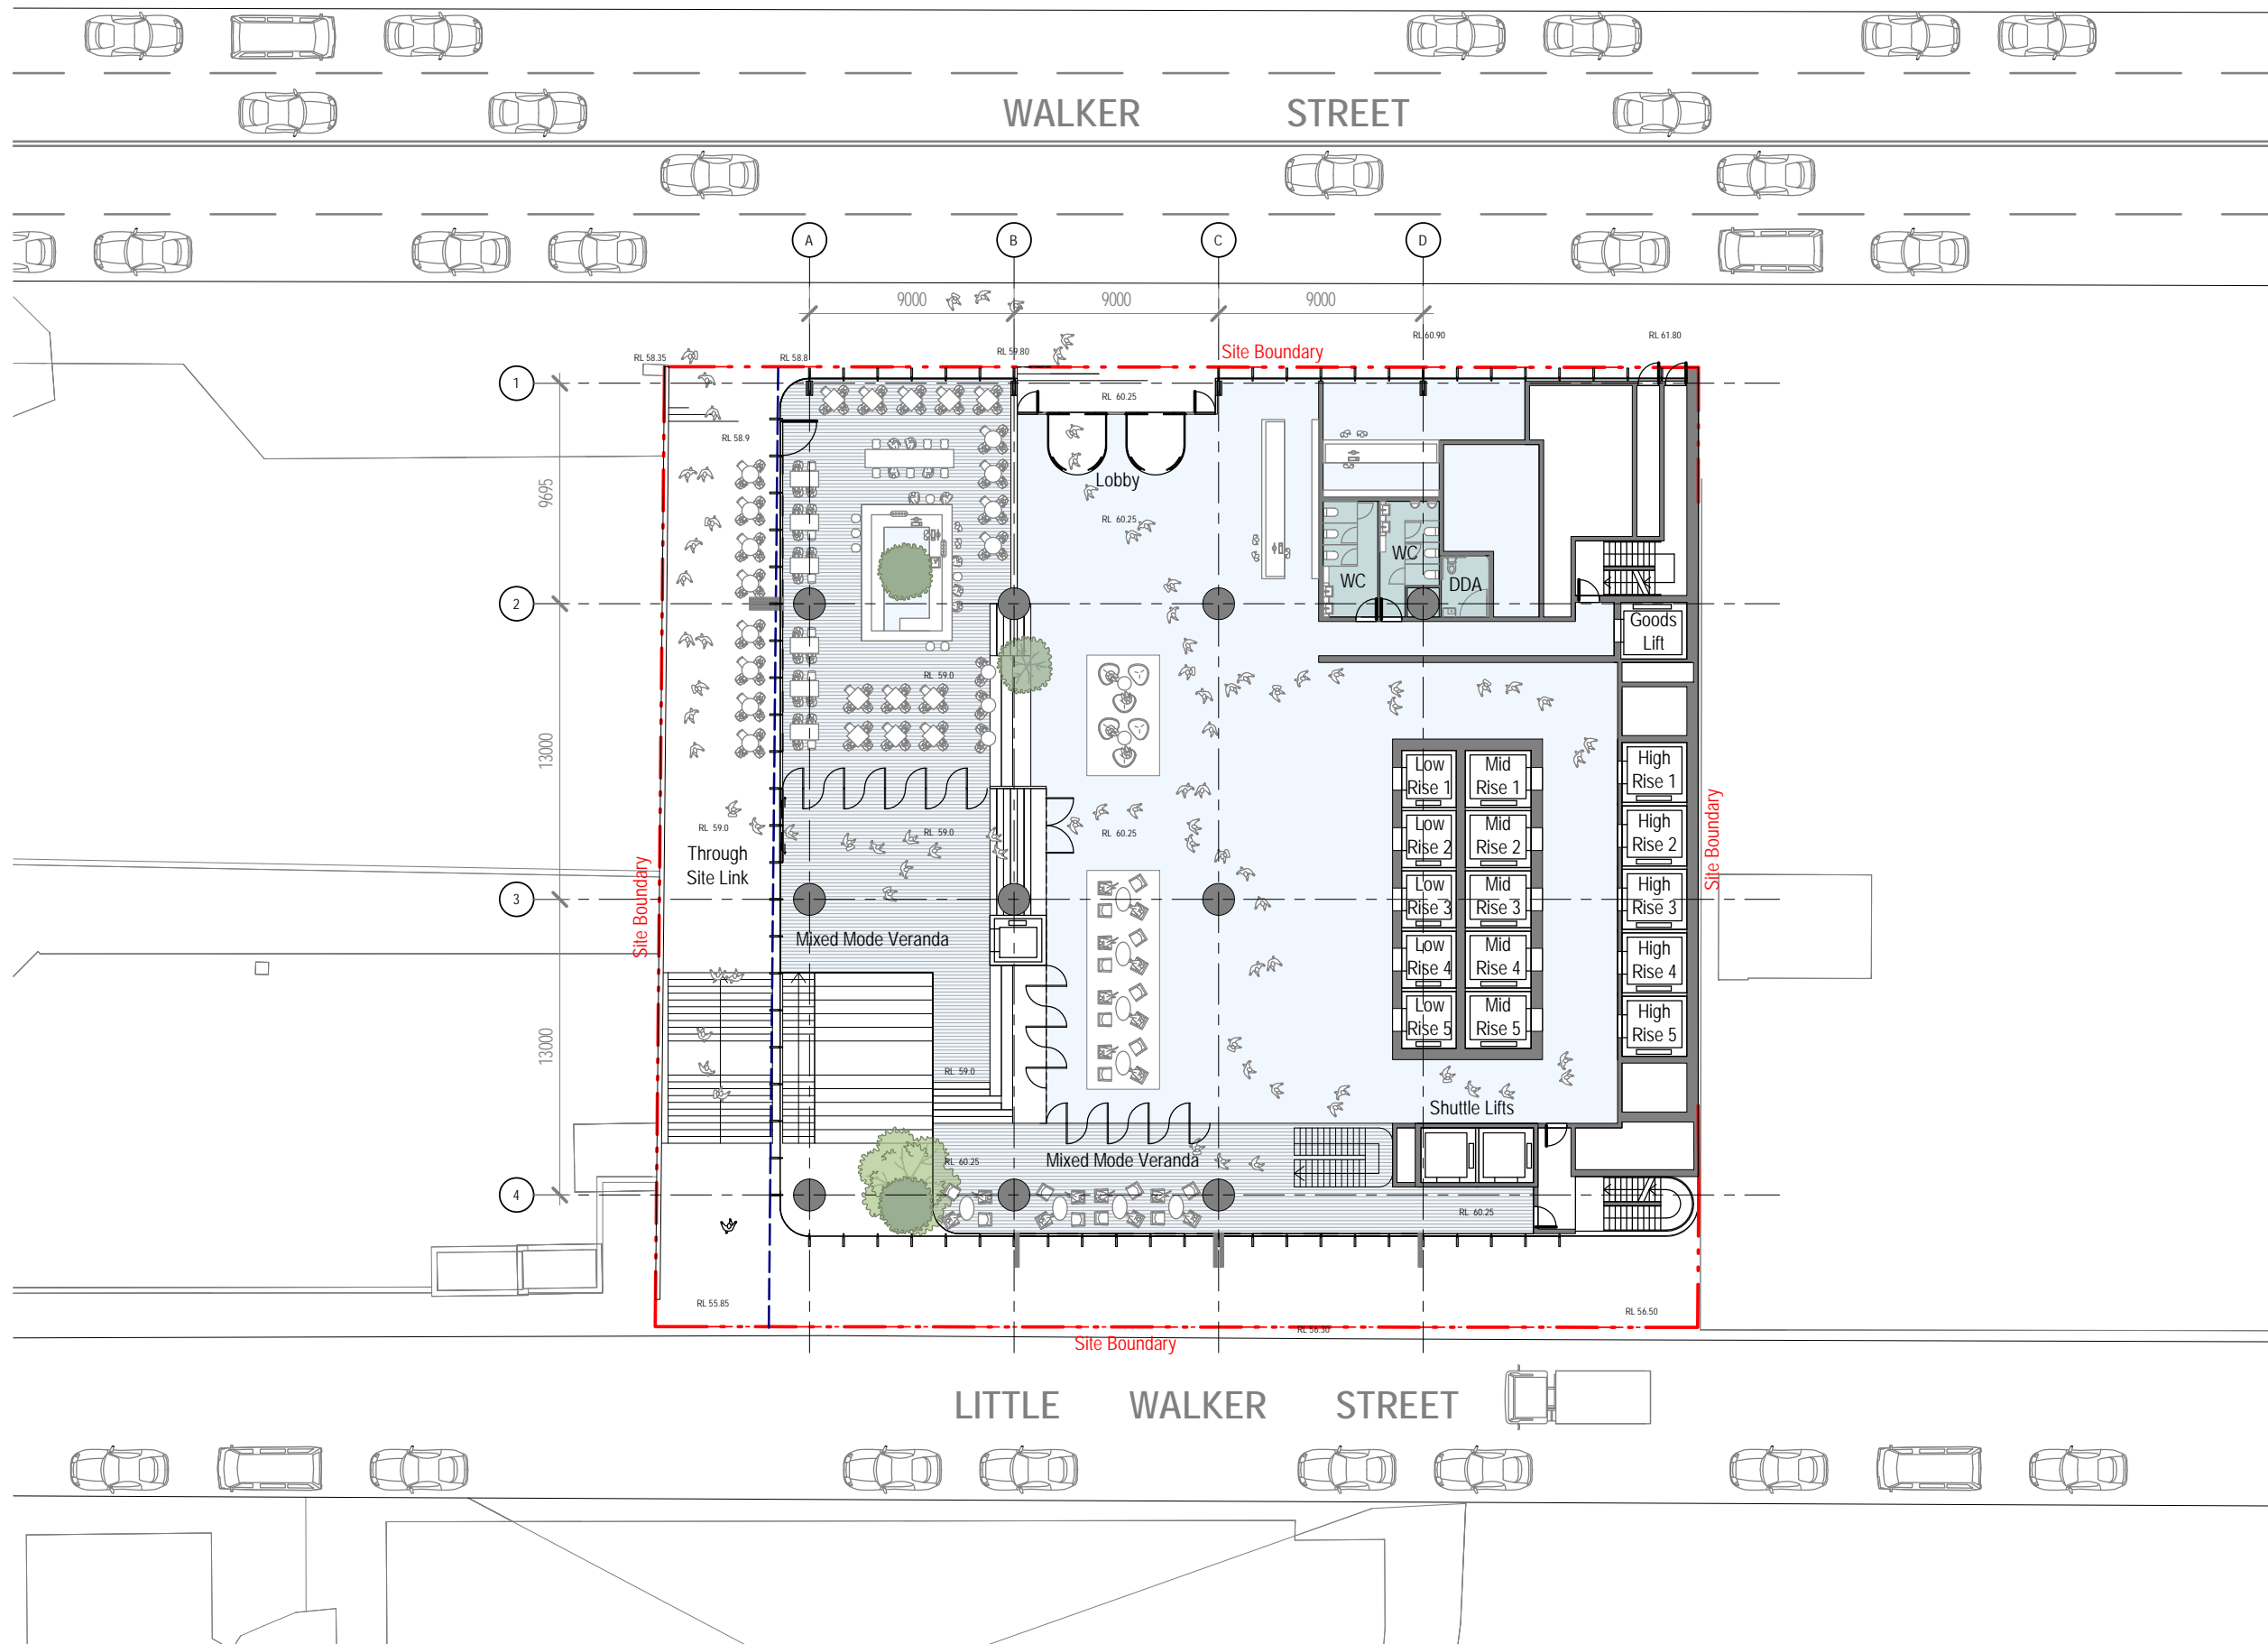 WALKER STREET
A B C D
9000 9000 9000
RL 60.90 RL 61.80
RL 58.35 RL 58.8 RL 59.80 Site Boundary
1
RL 60.25
RL 58.9
Lobby
9695
RL 60.25
WC WC DDA
2
Goods
Lift
RL 59.0
13000
Low
Rise 1
Mid
Rise 1
High
Rise 1
RL 59.0 RL 59.0 RL 60.25
Low
Rise 2
Mid
Rise 2
High
Rise 2
Through
Site Link
Site Boundary
Site Boundary
3
Low
Rise 3
Mid
Rise 3
High
Rise 3
Mixed Mode Veranda
Low
Rise 4
Mid
Rise 4
High
Rise 4
13000
Low
Rise 5
Mid
Rise 5
High
Rise 5
RL 59.0
Shuttle Lifts
RL 60.25 Mixed Mode Veranda
4
RL 60.25
RL 55.85 RL 56.50
RL 56.30
Site Boundary
LITTLE WALKER STREET